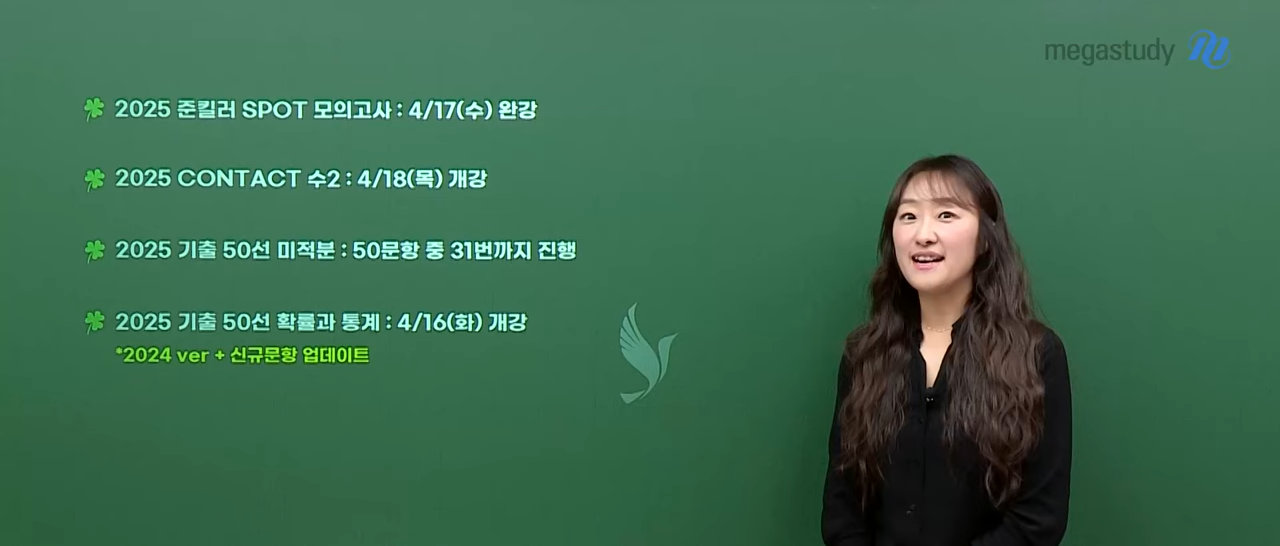 megastudy
2025 준킬러 SPOT 모의고사 : 4/17(수) 완강
2025 CONTACT 수2 : 4/18(목) 개강
2025 기출 50선 미적분 : 50문항 중 31번까지 진행
2025 기출 50선 확률과 통계 : 4/16(화) 개강
*2024 ver + 신규문항 업데이트